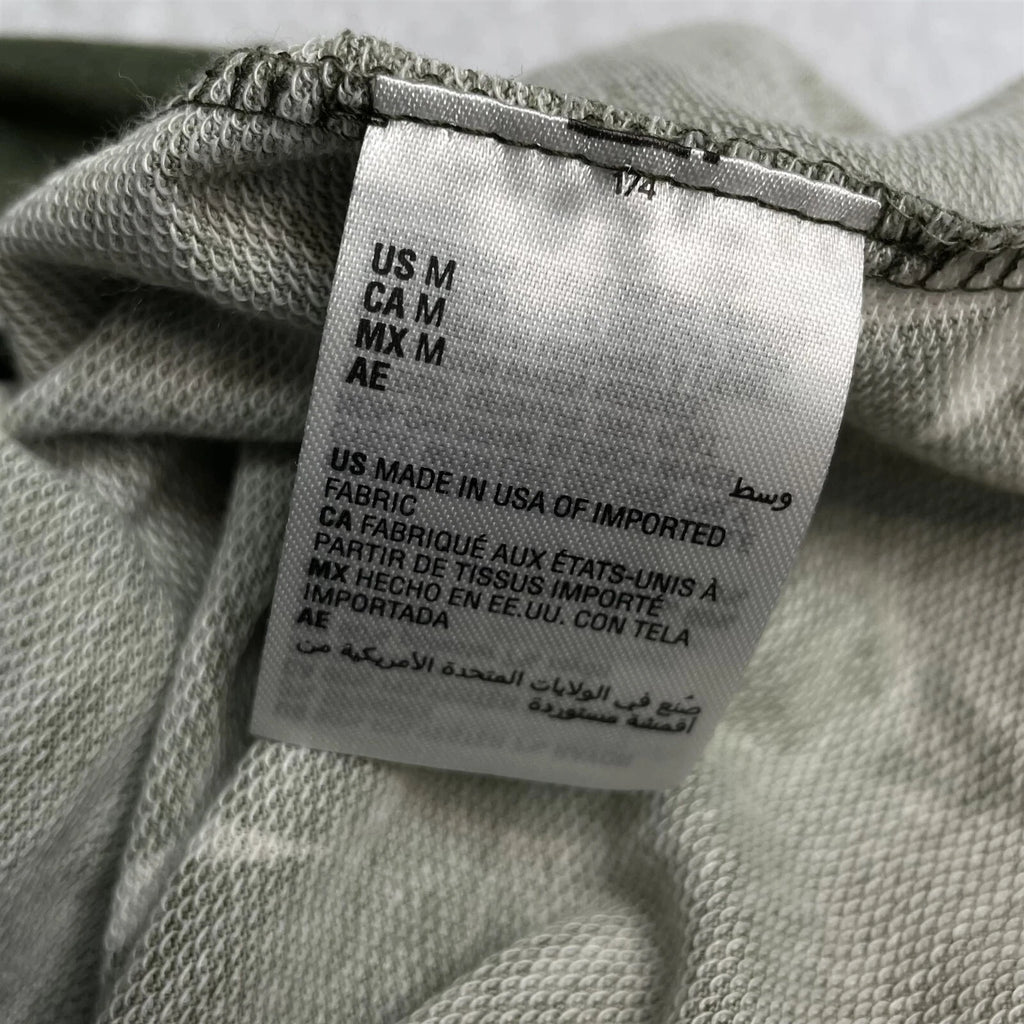 174
US M
CA M
MX M
AE
وسط
US MADE IN USA OF IMPORTED
FABRIC
CA FABRIQUÉ AUX ÉTATS-UNIS À
PARTIR DE TISSUS IMPORTÉ
MX HECHO EN EE.UU. CON TELA
IMPORTADA
AE
صُنع في الولايات المتحدة الأمريكية من
أقمشة مستوردة